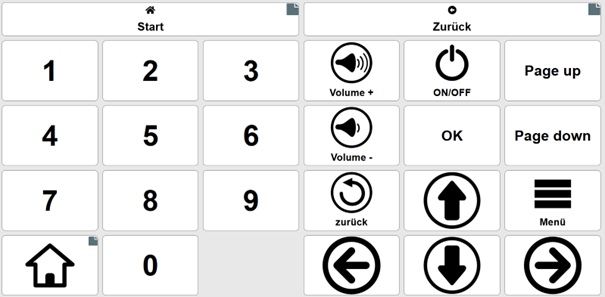 Start
Zurück
1
2
3
Volume +
ON/OFF
Page up
4
5
6
Volume -
OK
Page down
7
8
9
zurück
Menü
0